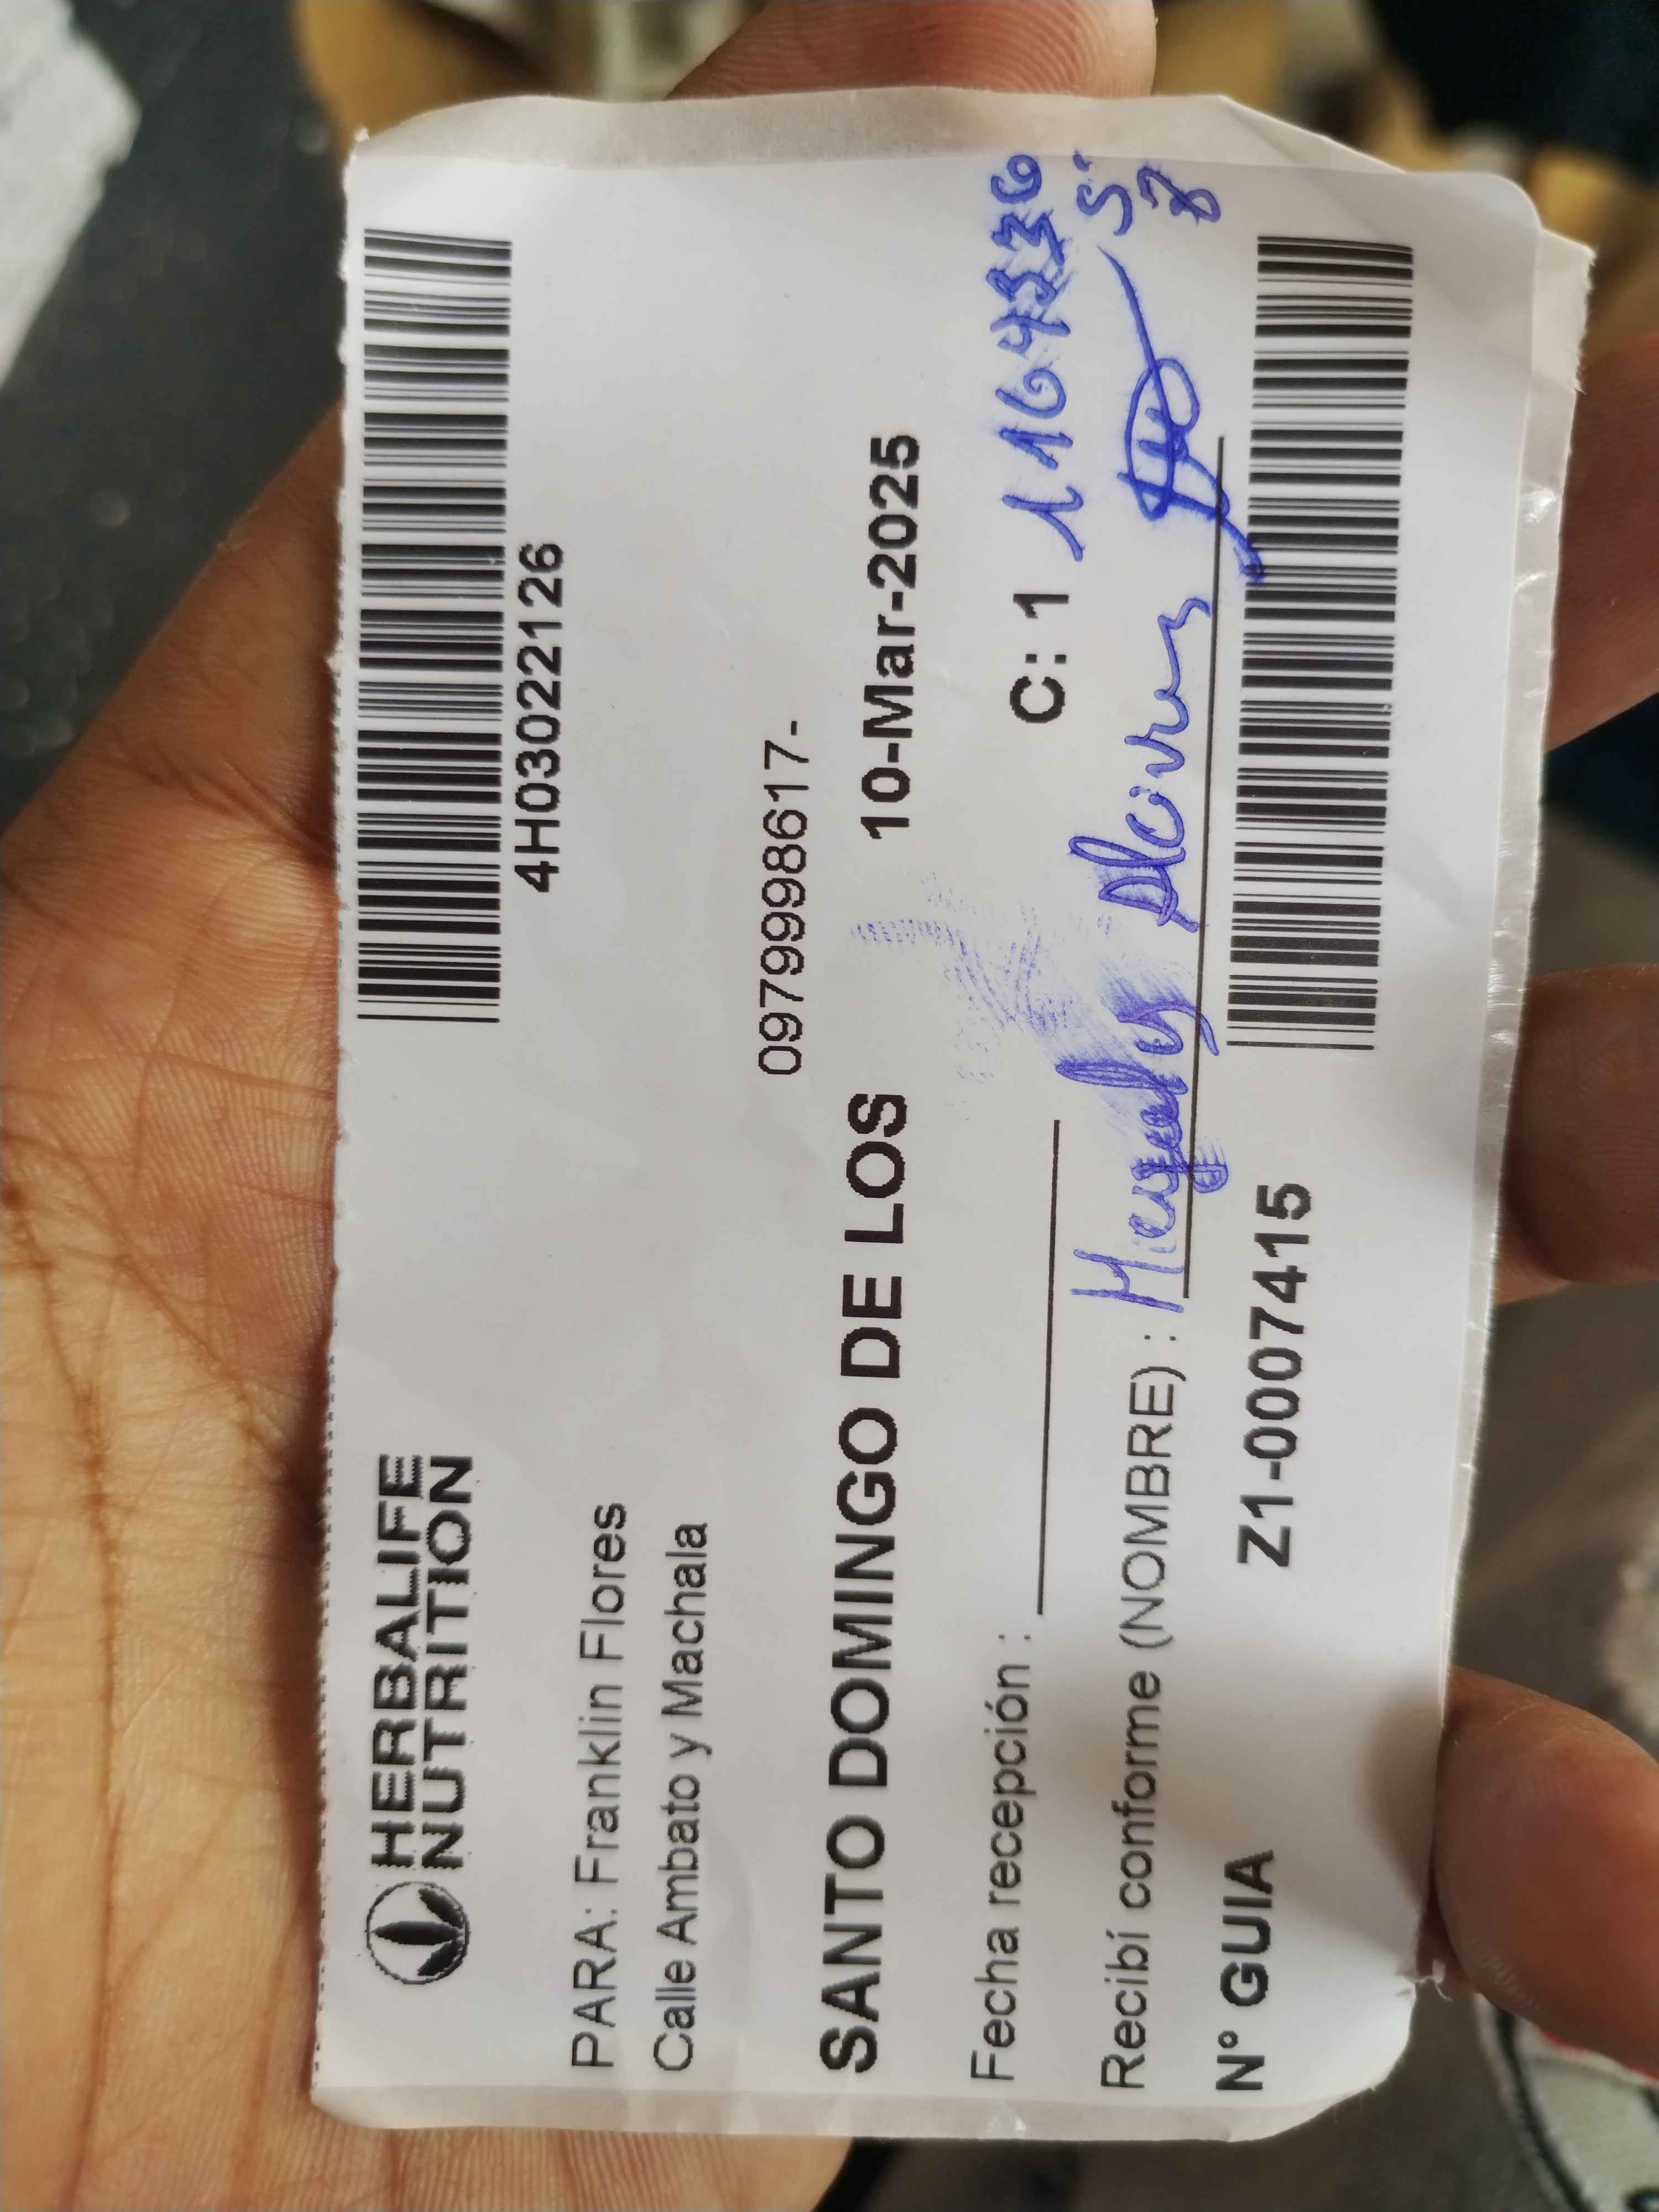 HERBALIFE
NUTRITION
4H03022126
PARA: Franklin Flores
Calle Ambato y Machala
0979998617-
SANTO DOMINGO DE LOS 10-Mar-2025
Fecha recepción : C: 1
Recibí conforme (NOMBRE) :
N° GUIA Z1-0007415